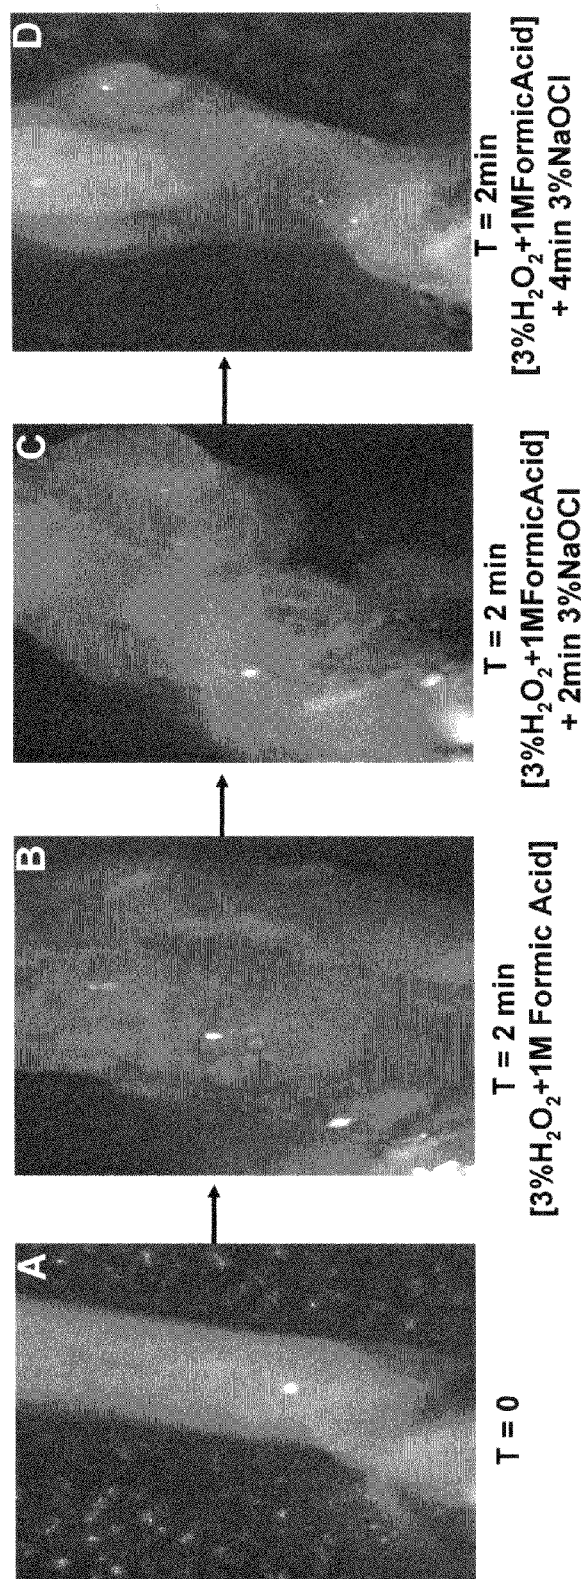 A
T = 0
B
T = 2 min
[3%H₂O₂+1M Formic Acid]
C
T = 2 min
[3%H₂O₂+1MFormicAcid]
+ 2min 3%NaOCl
D
T = 2min
[3%H₂O₂+1MFormicAcid]
+ 4min 3%NaOCl